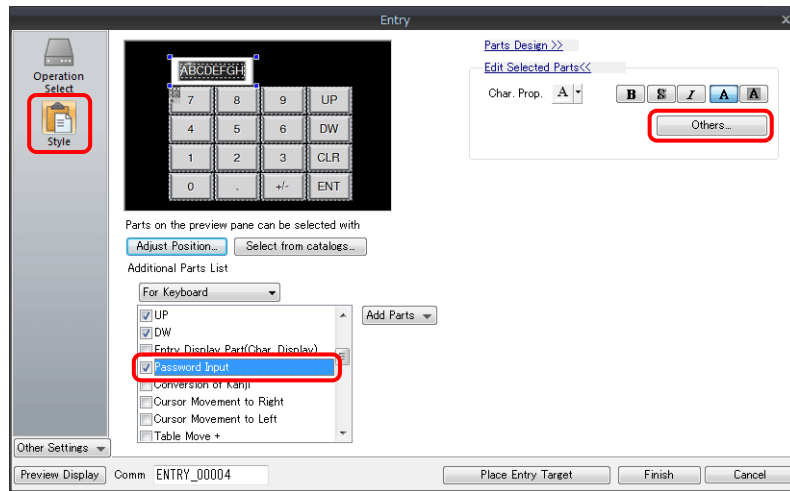 Entry
X
Operation
Select
Style
ABCDEFGH
7 8 9 UP
4 5 6 DW
1 2 3 CLR
0 . +/- ENT
Parts on the preview pane can be selected with
Adjust Position... Select from catalogs...
Additional Parts List
For Keyboard
UP
DW
Entry Display Part(Char. Display)
Password Input
Conversion of Kanji
Cursor Movement to Right
Cursor Movement to Left
Table Move +
Add Parts
Parts Design >>
Edit Selected Parts<<
Char. Prop. A B S I A A
Others...
Other Settings
Preview Display Comm ENTRY_00004 Place Entry Target Finish Cancel